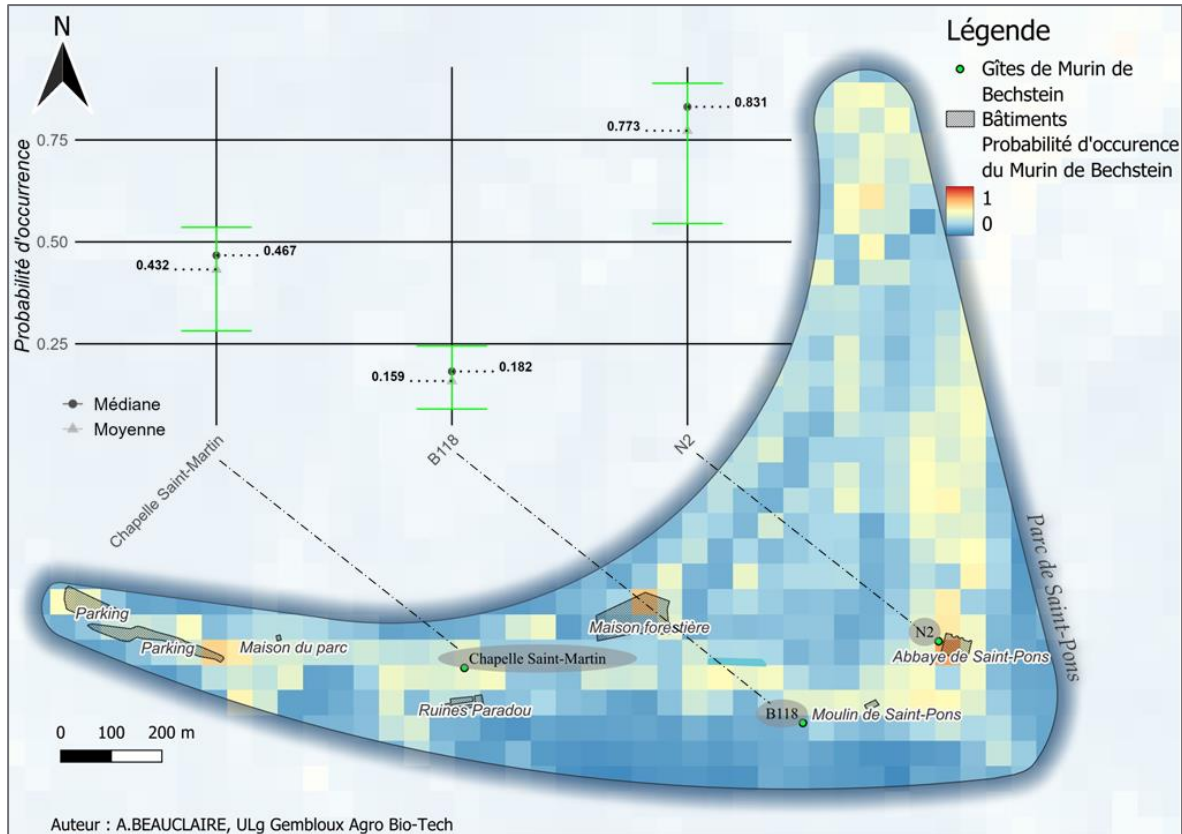 N
Légende
Gîtes de Murin de
Bechstein
Bâtiments
Probabilité d'occurence
du Murin de Bechstein
1
0
Probabilité d'occurrence
0.75
0.50
0.25
0.831
0.773
0.467
0.432
0.182
0.159
Médiane
Moyenne
Chapelle Saint-Martin
B118
N2
Parc de Saint-Pons
Parking
Parking
Maison du parc
Chapelle Saint-Martin
Ruines Paradou
Maison forestière
N2
Abbaye de Saint-Pons
B118
Moulin de Saint-Pons
0 100 200 m
Auteur : A.BEAUCLAIRE, ULg Gembloux Agro Bio-Tech